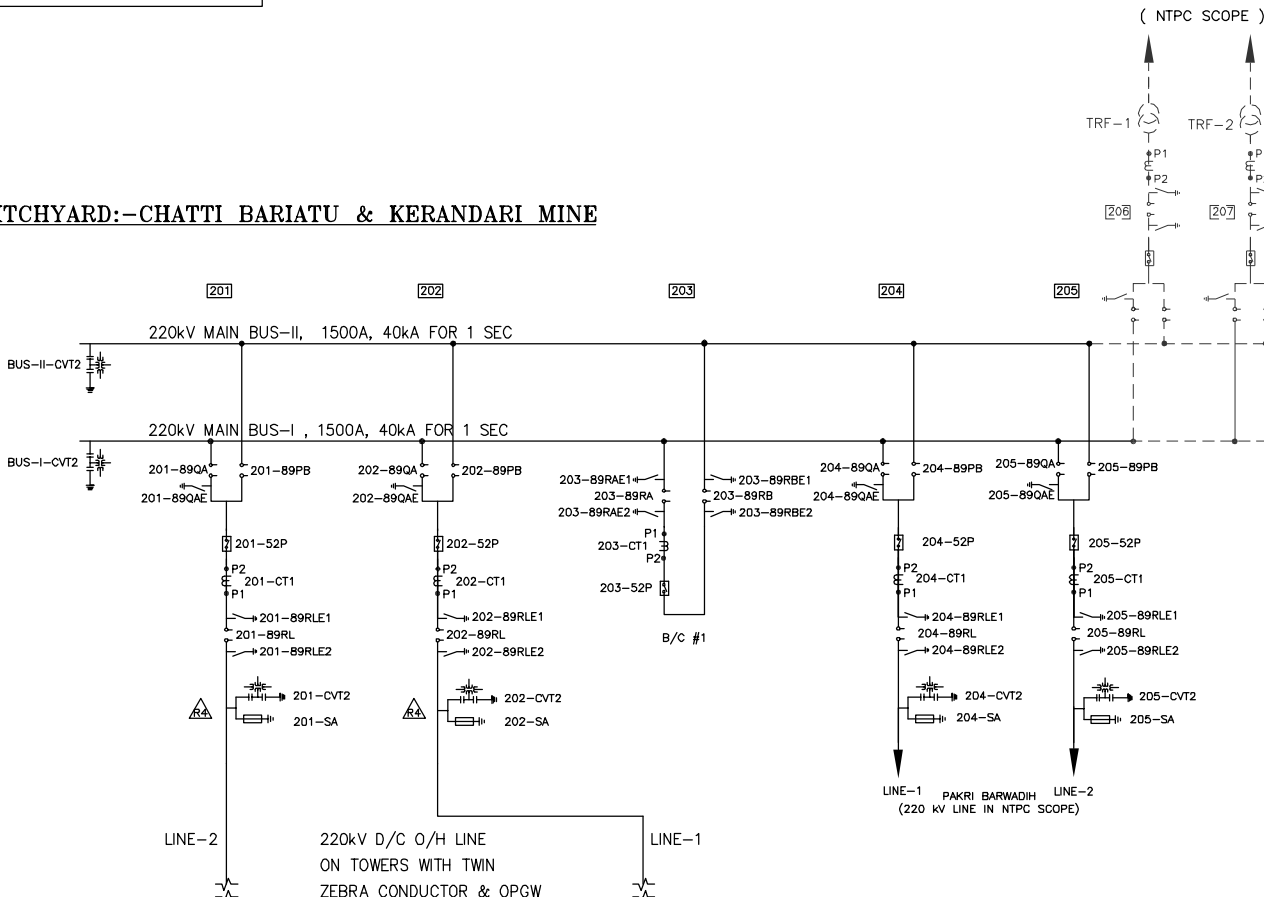 ( NTPC SCOPE )
TRF-1
TRF-2
P1
P2
206
207
ITCHYARD:-CHATTI BARIATU & KERANDARI MINE
201
202
203
204
205
220kV MAIN BUS-II, 1500A, 40kA FOR 1 SEC
BUS-II-CVT2
220kV MAIN BUS-I , 1500A, 40kA FOR 1 SEC
BUS-I-CVT2
201-89QA
201-89PB
201-89QAE
202-89QA
202-89PB
202-89QAE
203-89RAE1
203-89RBE1
203-89RA
203-89RB
203-89RAE2
203-89RBE2
204-89QA
204-89PB
204-89QAE
205-89QA
205-89PB
205-89QAE
201-52P
P2
201-CT1
P1
202-52P
P2
202-CT1
P1
P1
203-CT1
P2
203-52P
B/C #1
204-52P
P2
204-CT1
P1
205-52P
P2
205-CT1
P1
201-89RLE1
201-89RL
201-89RLE2
202-89RLE1
202-89RL
202-89RLE2
204-89RLE1
204-89RL
204-89RLE2
205-89RLE1
205-89RL
205-89RLE2
R4
201-CVT2
201-SA
R4
202-CVT2
202-SA
204-CVT2
204-SA
205-CVT2
205-SA
LINE-1
PAKRI BARWADIH
LINE-2
(220 KV LINE IN NTPC SCOPE)
LINE-2
220kV D/C O/H LINE
LINE-1
ON TOWERS WITH TWIN
ZEBRA CONDUCTOR & OPGW